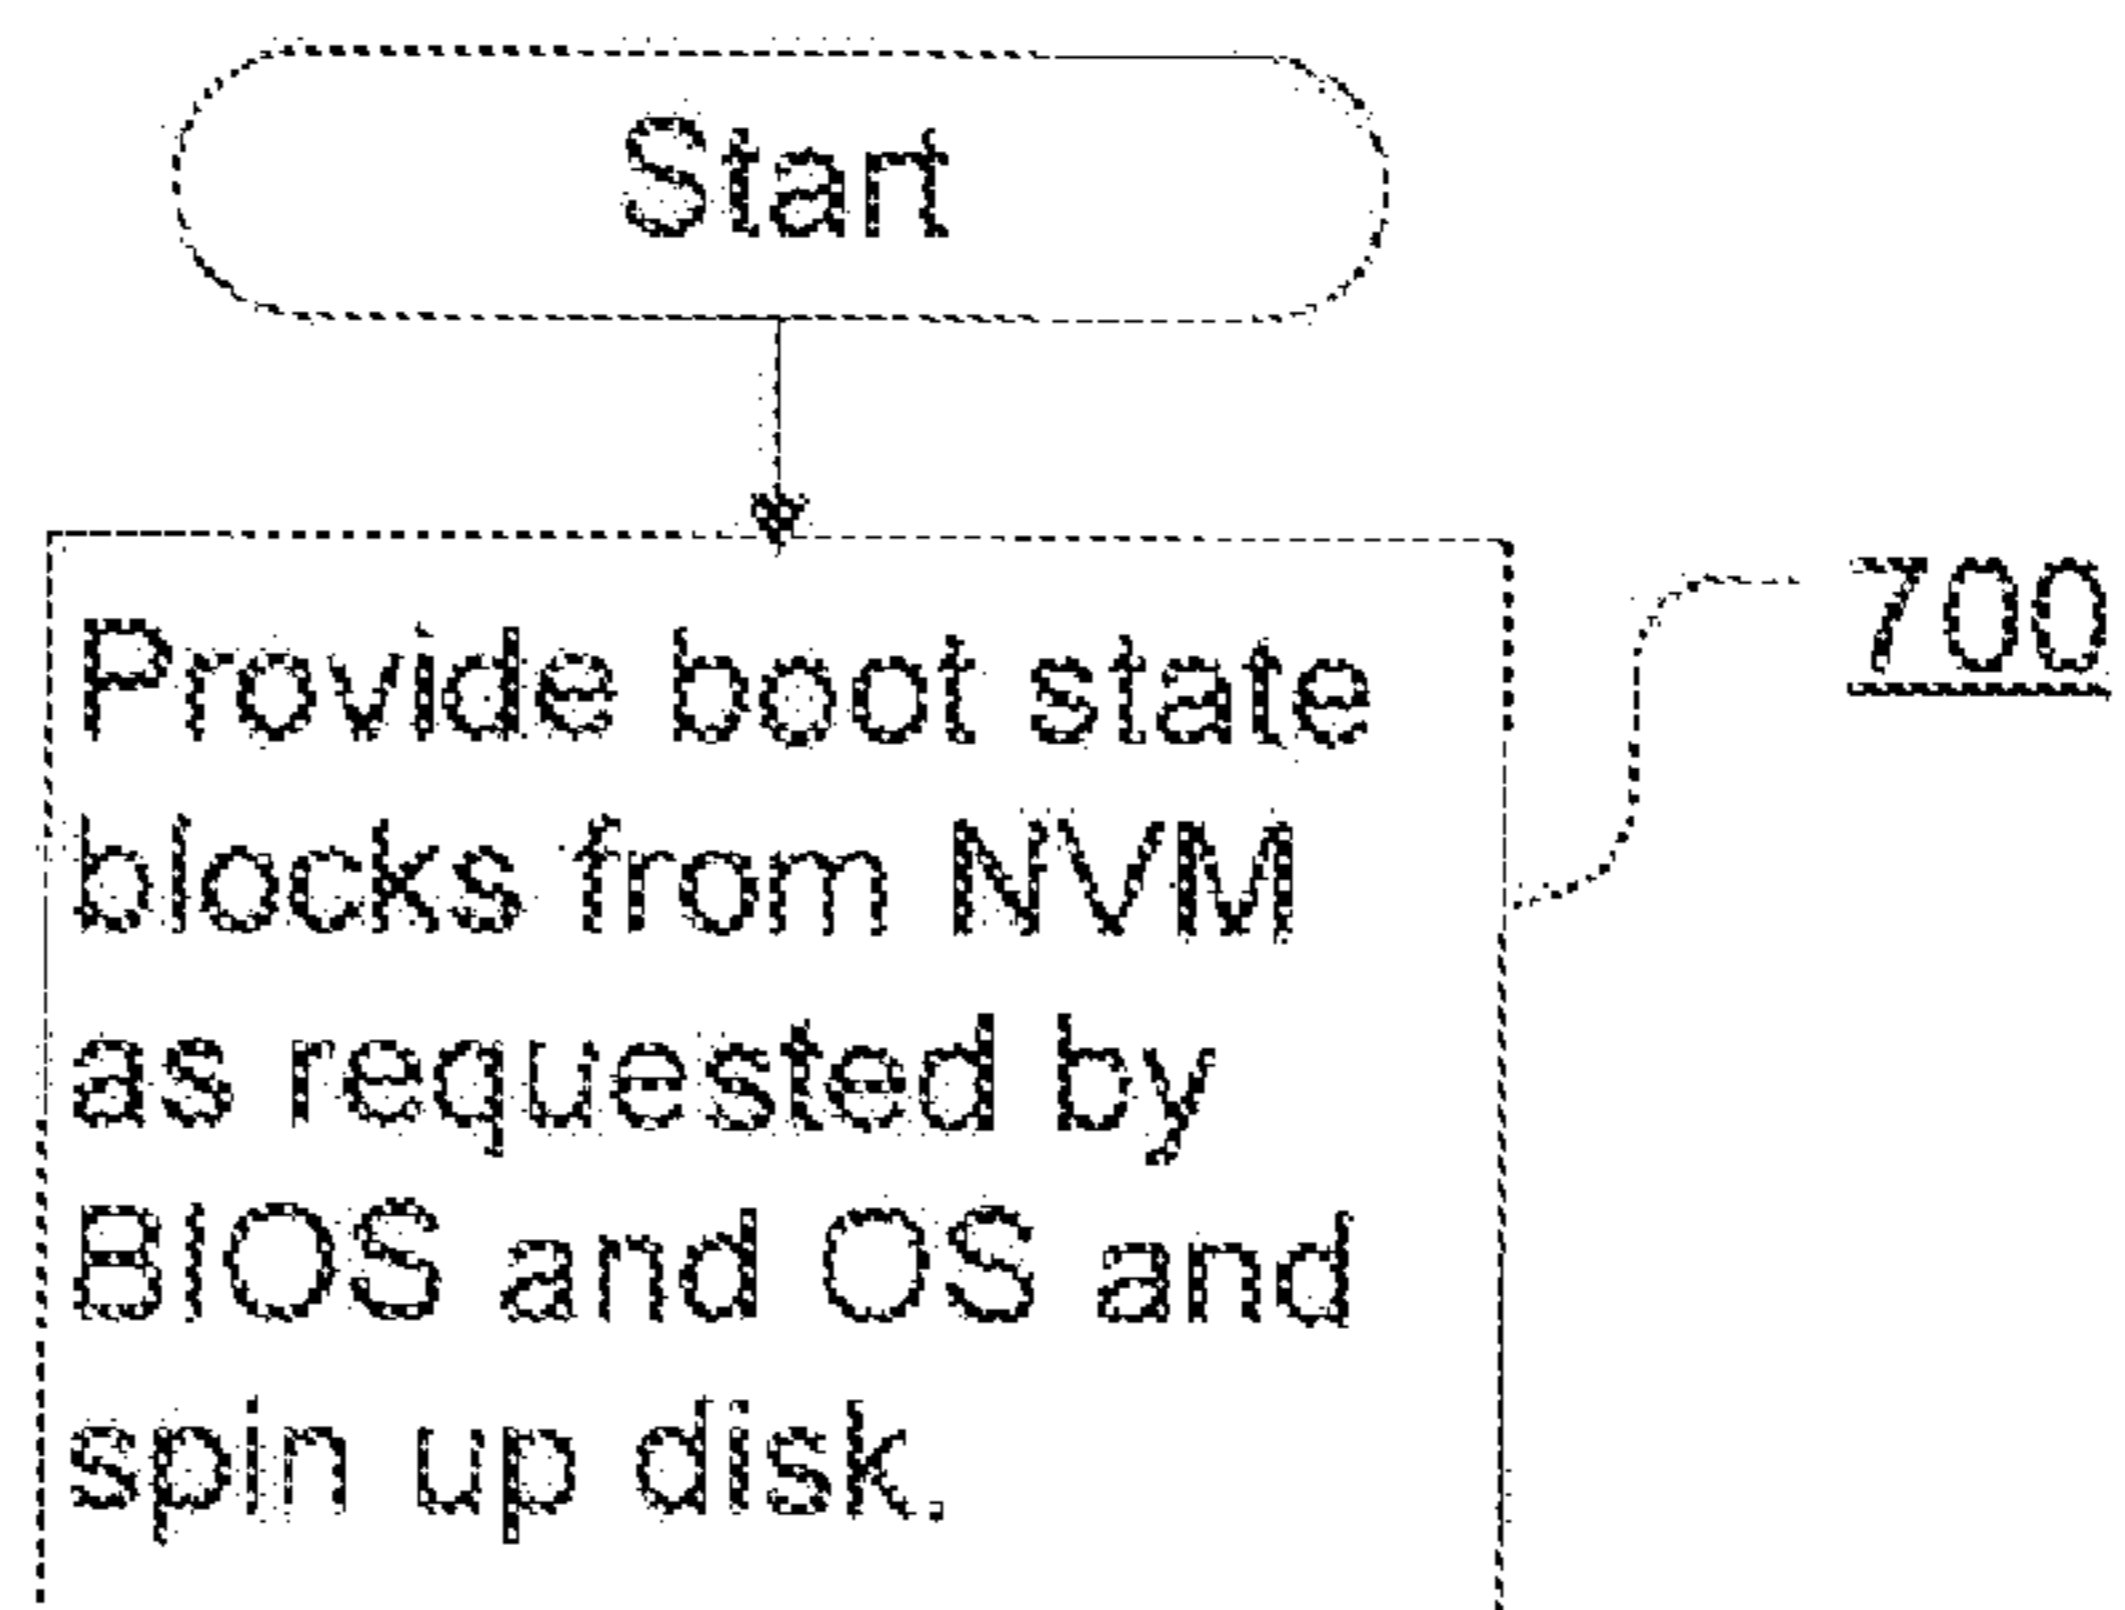 Start
700
Provide boot state
blocks from NVM
as requested by
BIOS and OS and
spin up disk.